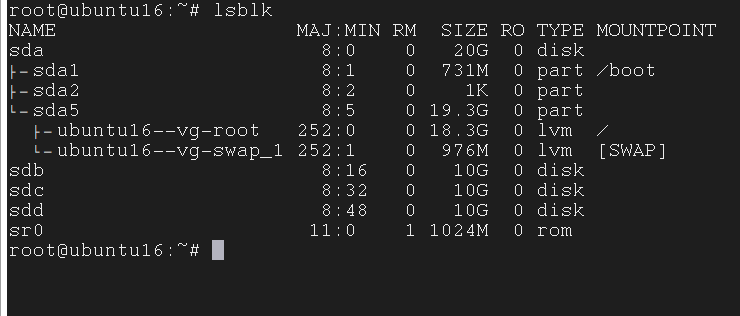 root@ubuntu16:~# lsblk
NAME                        MAJ:MIN RM  SIZE RO TYPE MOUNTPOINT
sda                           8:0    0   20G  0 disk
├─sda1                        8:1    0  731M  0 part /boot
├─sda2                        8:2    0    1K  0 part
└─sda5                        8:5    0 19.3G  0 part
  ├─ubuntu16--vg-root       252:0    0 18.3G  0 lvm  /
  └─ubuntu16--vg-swap_1 252:1    0  976M  0 lvm  [SWAP]
sdb                           8:16   0   10G  0 disk
sdc                           8:32   0   10G  0 disk
sdd                           8:48   0   10G  0 disk
sr0                          11:0    1 1024M  0 rom
root@ubuntu16:~#